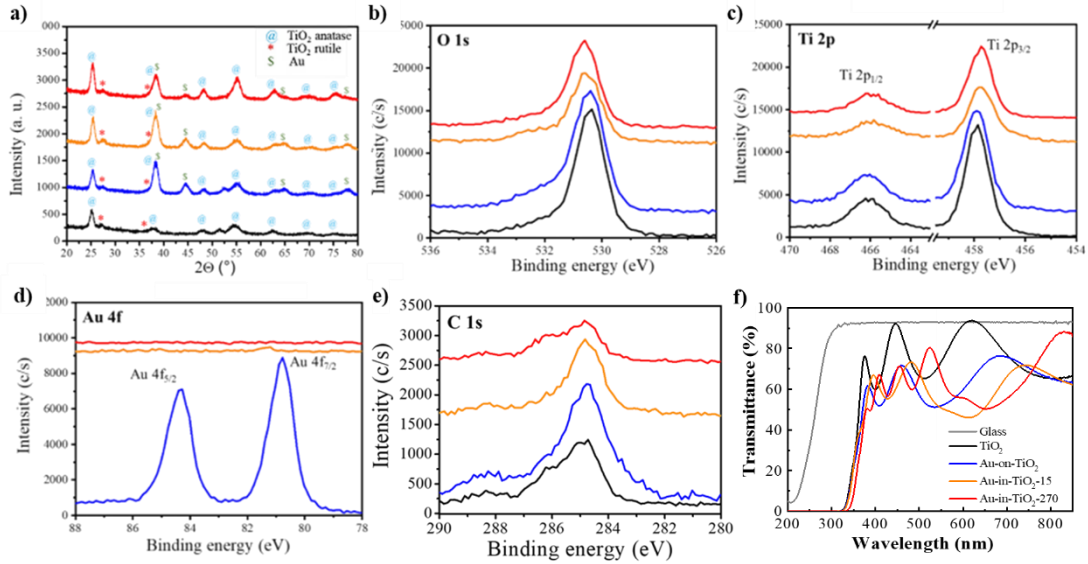 a)
000
3500
3000
2500
2000
1500
1000
500
0
20 25 30 35 40 45 50 55 60 65 70 75 80
Intensity (a. u.)
2Θ (°)
@ TiO2 anatase
* TiO2 rutile
$ Au
b)
O 1s
20000
15000
10000
5000
0
536 534 532 530 528 526
Intensity (c/s)
Binding energy (eV)
c)
Ti 2p
Ti 2p1/2
Ti 2p3/2
25000
20000
15000
10000
5000
0
470 466 462 458 456 454
Intensity (c/s)
Binding energy (eV)
d)
Au 4f
Au 4f5/2
Au 4f7/2
2000
10000
8000
6000
4000
2000
0
88 86 84 82 80 78
Intensity (c/s)
Binding energy (eV)
e)
C 1s
3500
3000
2500
2000
1500
1000
500
0
290 288 286 284 282 280
Intensity (c/s)
Binding energy (eV)
f)
100
80
60
40
20
0
200 300 400 500 600 700 800
Transmittance (%)
Wavelength (nm)
Glass
TiO2
Au-on-TiO2
Au-in-TiO2-15
Au-in-TiO2-270